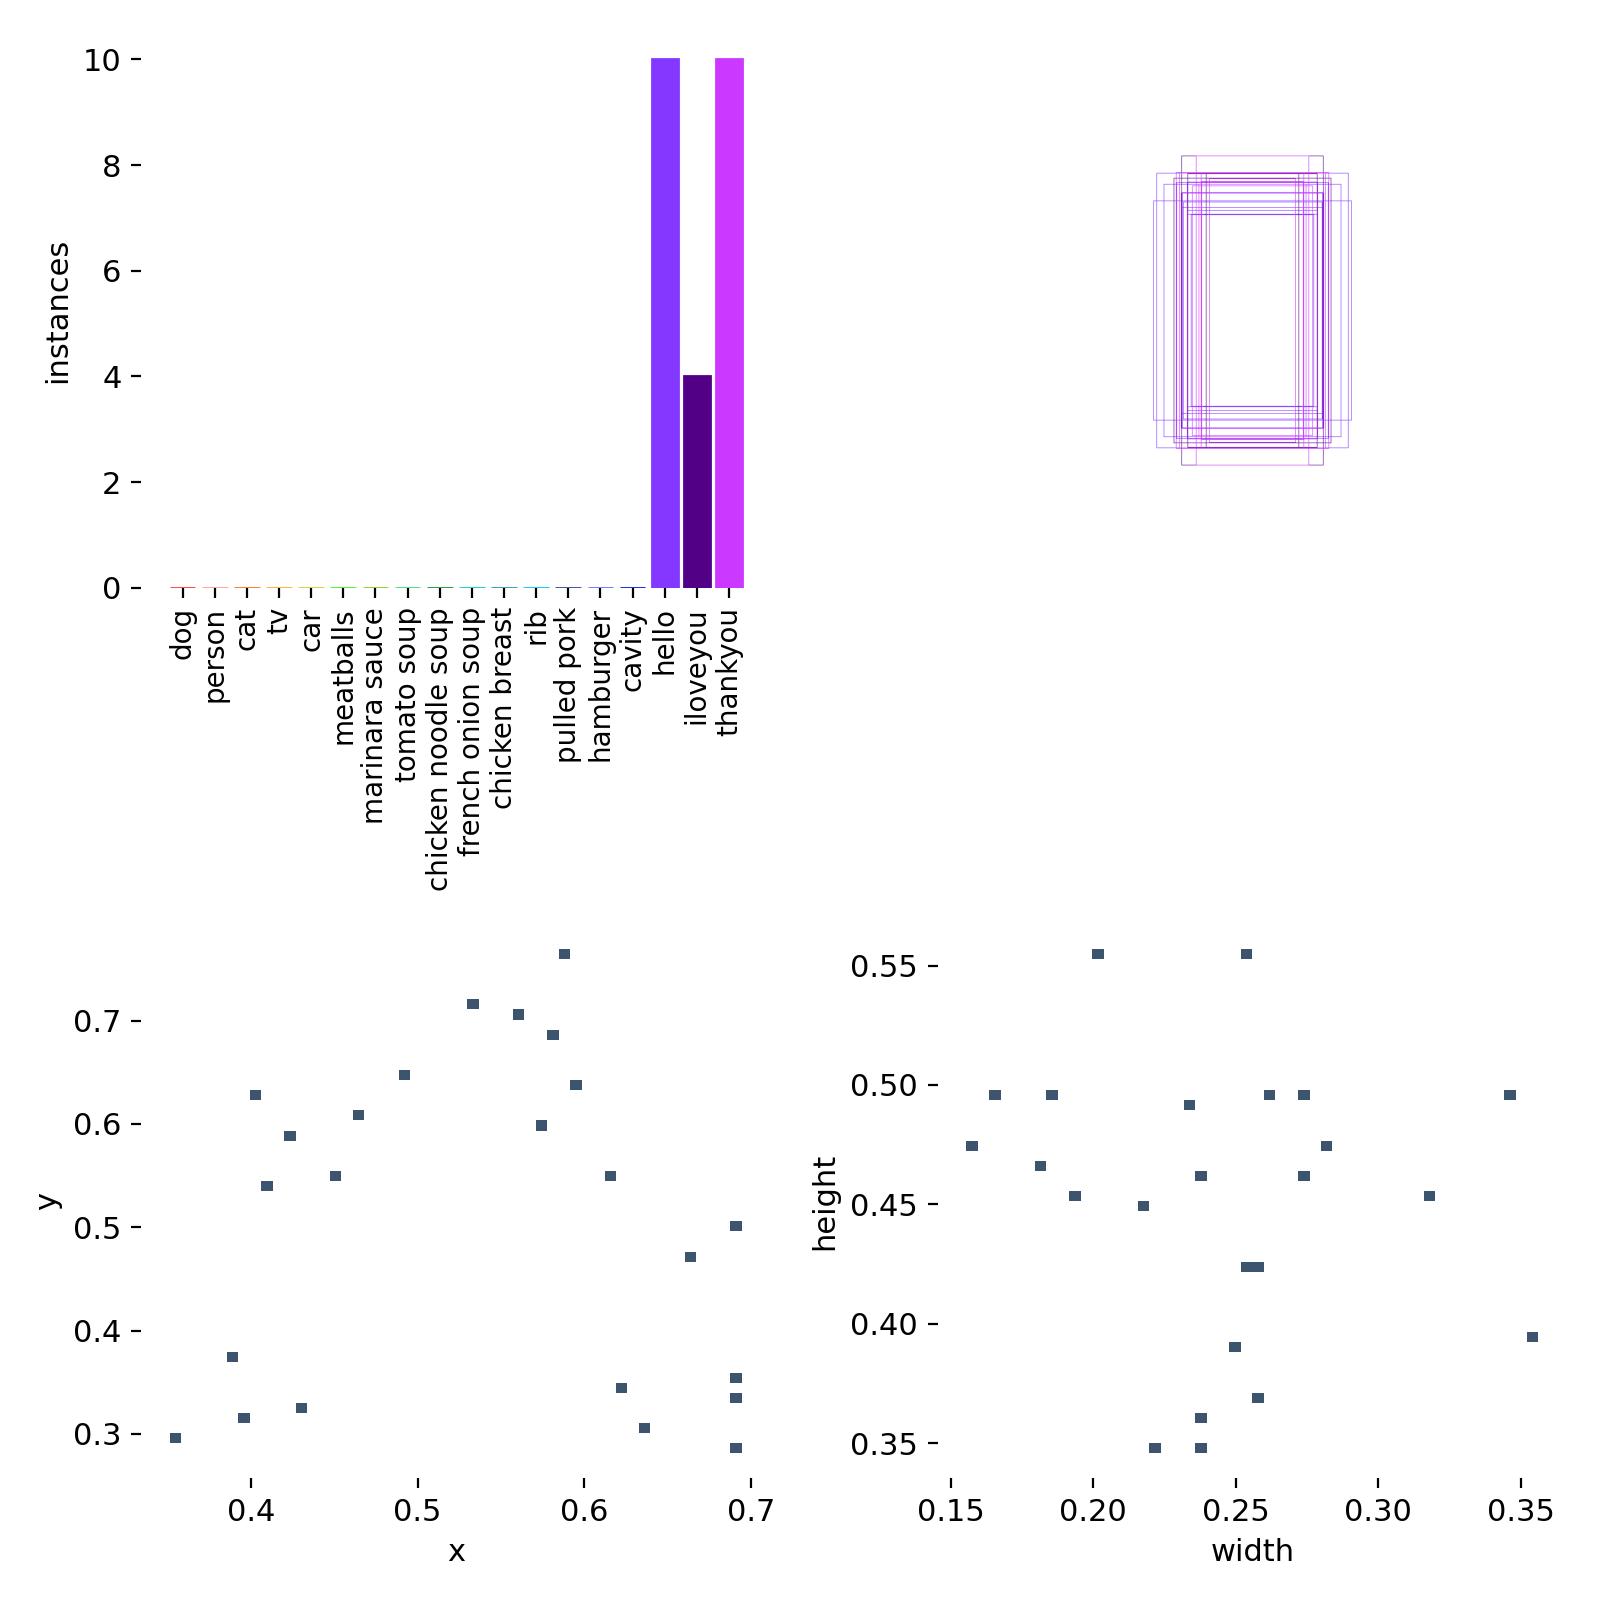 10
8
6
4
2
0
instances
dog
person
cat
tv
car
meatballs
marinara sauce
tomato soup
chicken noodle soup
french onion soup
chicken breast
rib
pulled pork
hamburger
cavity
hello
iloveyou
thankyou
0.7
0.6
0.5
0.4
0.3
y
0.4 0.5 0.6 0.7
x
0.55
0.50
0.45
0.40
0.35
height
0.15 0.20 0.25 0.30 0.35
width